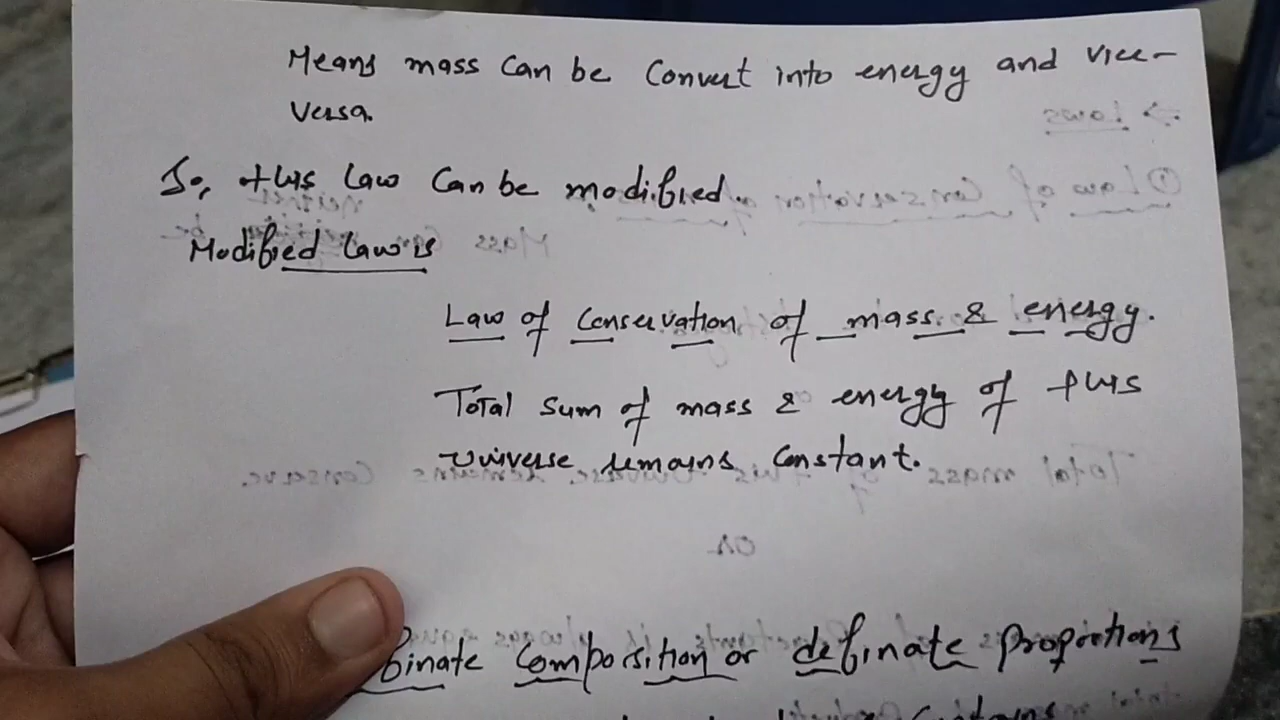 Means mass can be convert into energy and vice-
versa.
So, this law can be modified.
Modified law is
Law of conservation of mass & energy.
Total sum of mass & energy of this
universe remains constant.
finate composition or definate proportions